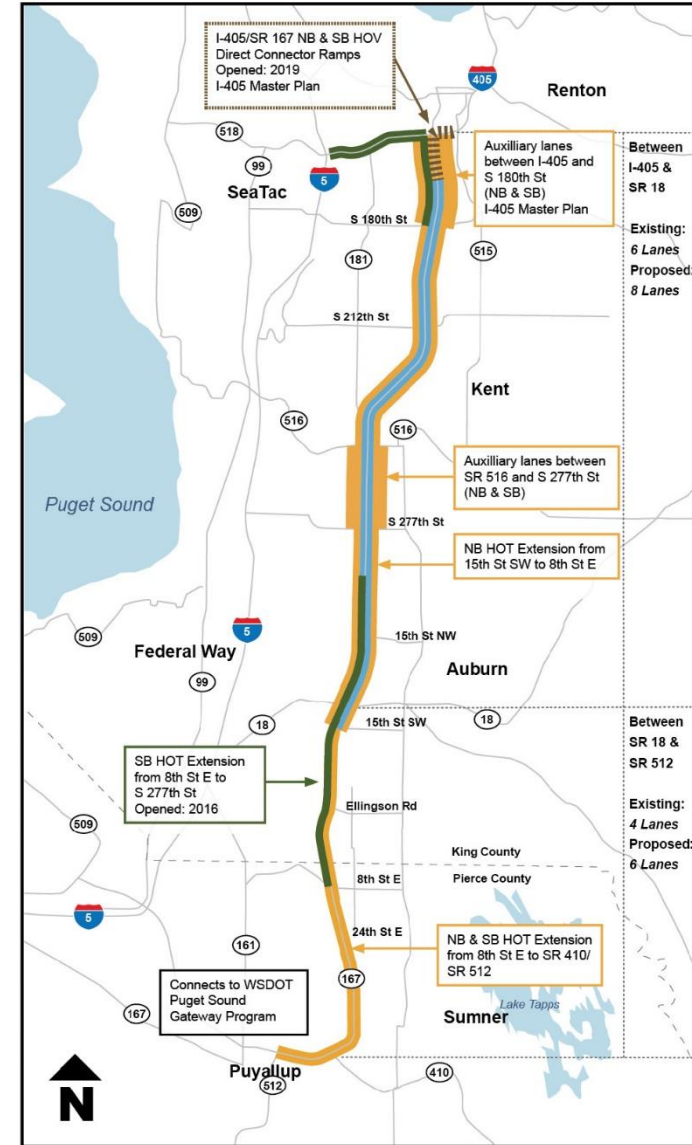 I-405/SR 167 NB & SB HOV
Direct Connector Ramps
Opened: 2019
I-405 Master Plan
405
Renton
518
99
5
SeaTac
509
Auxilliary lanes
between I-405 and
S 180th St
(NB & SB)
I-405 Master Plan
Between
I-405 &
SR 18
Existing:
6 Lanes
Proposed:
8 Lanes
S 180th St
181
515
S 212th St
Kent
516
516
Auxilliary lanes between
SR 516 and S 277th St
(NB & SB)
Puget Sound
S 277th St
NB HOT Extension from
15th St SW to 8th St E
509
5
Federal Way
15th St NW
99
Auburn
18
15th St SW
18
Between
SR 18 &
SR 512
Existing:
4 Lanes
Proposed:
6 Lanes
SB HOT Extension
from 8th St E to
S 277th St
Opened: 2016
Ellingson Rd
509
King County
8th St E
Pierce County
5
24th St E
161
NB & SB HOT Extension
from 8th St E to SR 410/
SR 512
167
Connects to WSDOT
Puget Sound
Gateway Program
167
Lake Tapps
Sumner
Puyallup
512
410
N